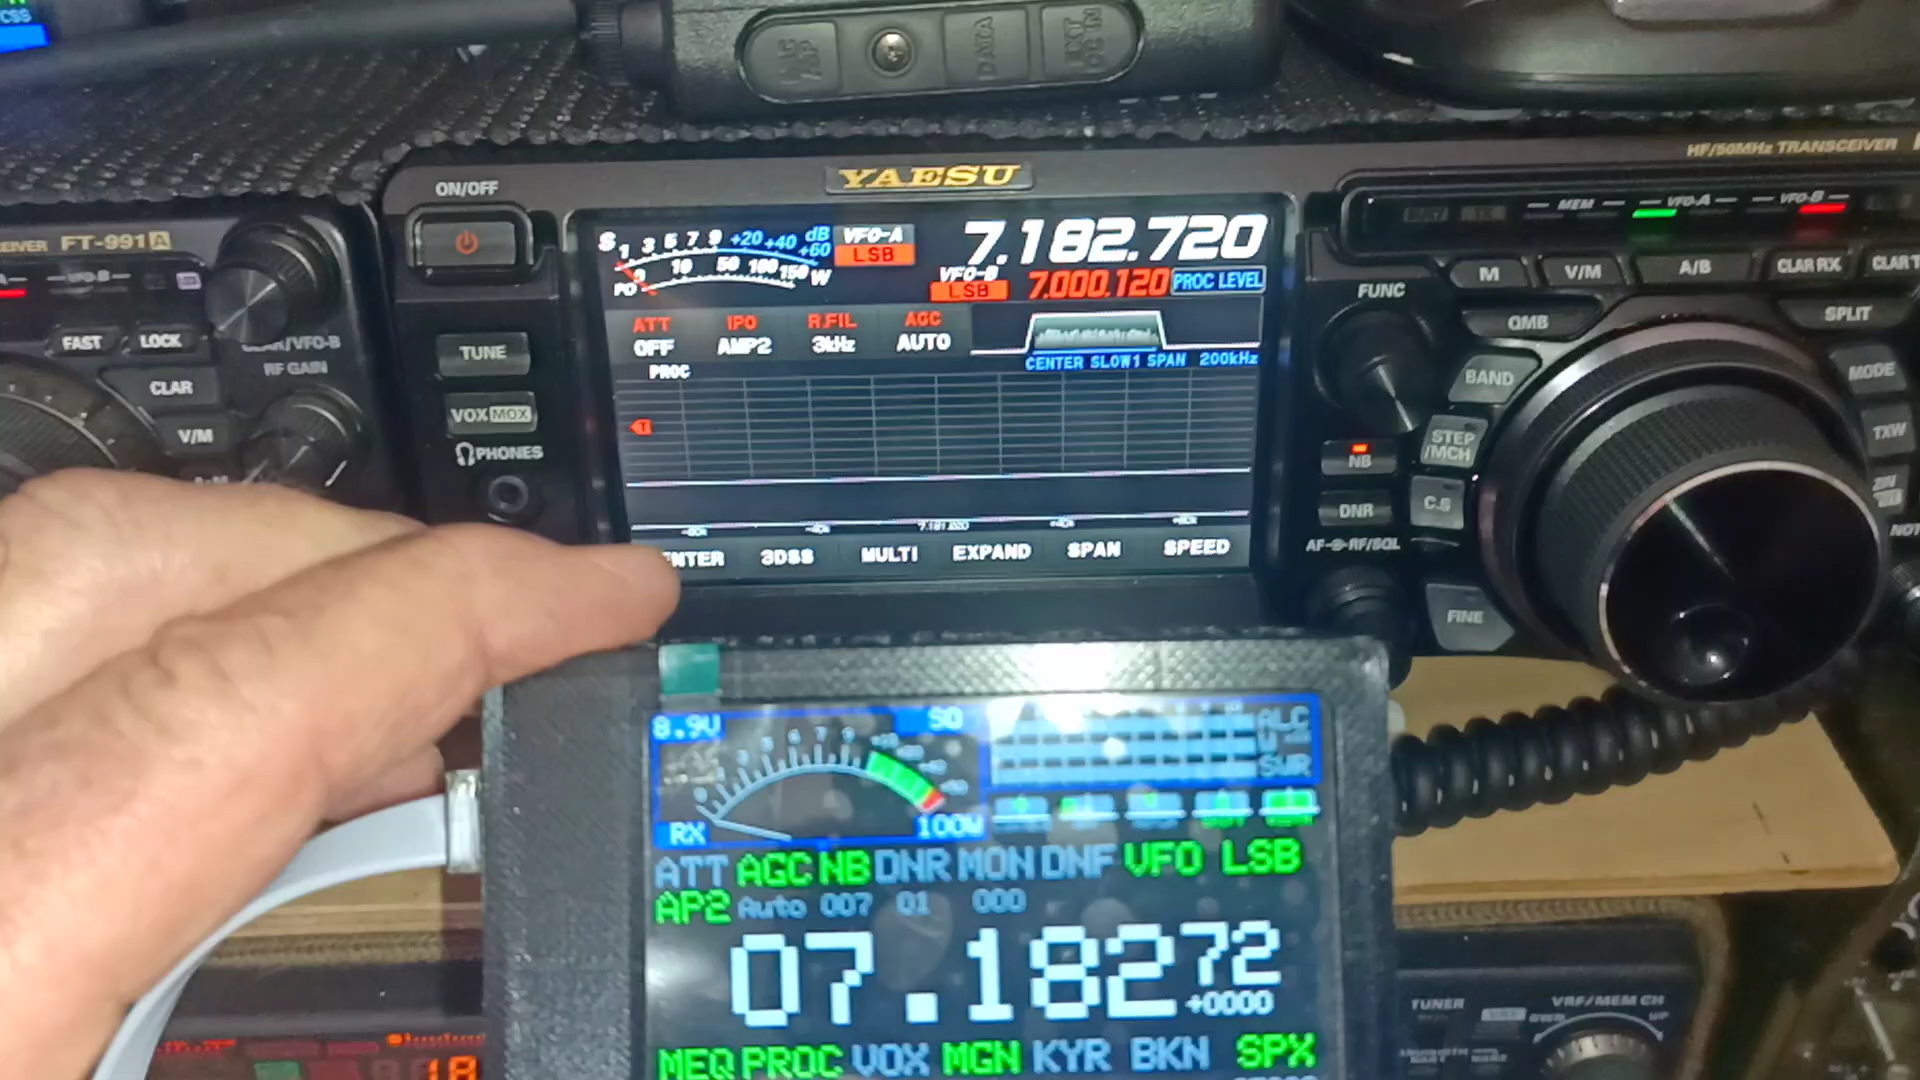 CSS
DATA
HF/50MHz TRANSCEIVER
YAESU
ON/OFF
FT-991A
FAST
LOCK
CLAR/VFO-B
RF GAIN
CLAR
V/M
TUNE
VOX MOX
PHONES
S 1 3 5 7 9 +20 +40 +60 dB
PO 0 10 50 100 150 W
VFO-A
LSB
7.182.720
VFO-B
LSB
7.000.120
PROC LEVEL
ATT IPO R.FIL AGC
OFF AMP2 3kHz AUTO
PROC
CENTER SLOW1 SPAN 200kHz
NTER 3DSS MULTI EXPAND SPAN SPEED
MEM VFO-A VFO-B
M V/M A/B CLAR RX CLAR T
FUNC
QMB
SPLIT
BAND
MODE
STEP /MCH
TXW
NB
C.S
DNR
AF RF/SQL
FINE
8.9V
S0
ALC
SWR
RX
100W
ATT AGC NB DNR MON DNF VFO LSB
AP2 Auto 007 01 000
07.18272
+0000
MEQ PROC VOX MGN KYR BKN SPX
TUNER
VRF/MEM CH
UP
18